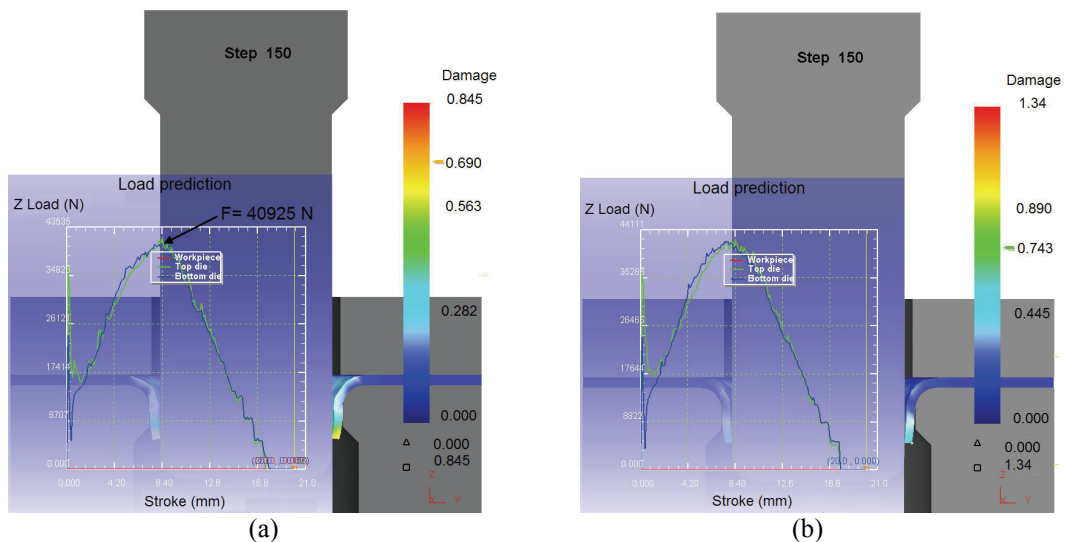 Step 150
Damage
0.845
0.690
0.563
0.282
0.000
0.000
0.845
Load prediction
Z Load (N)
F= 40925 N
43535
34828
26121
17414
8707
0.000
Workpiece
Top die
Bottom die
0.000 4.20 8.40 12.6 16.8 21.0
Stroke (mm)
Z
Y
(a)
Step 150
Damage
1.34
0.890
0.743
0.445
0.000
0.000
1.34
Load prediction
Z Load (N)
44111
35288
26466
17644
8822
0.000
Workpiece
Top die
Bottom die
(20.0, 0.000)
0.000 4.20 8.40 12.6 16.8 21.0
Stroke (mm)
Z
X Y
(b)